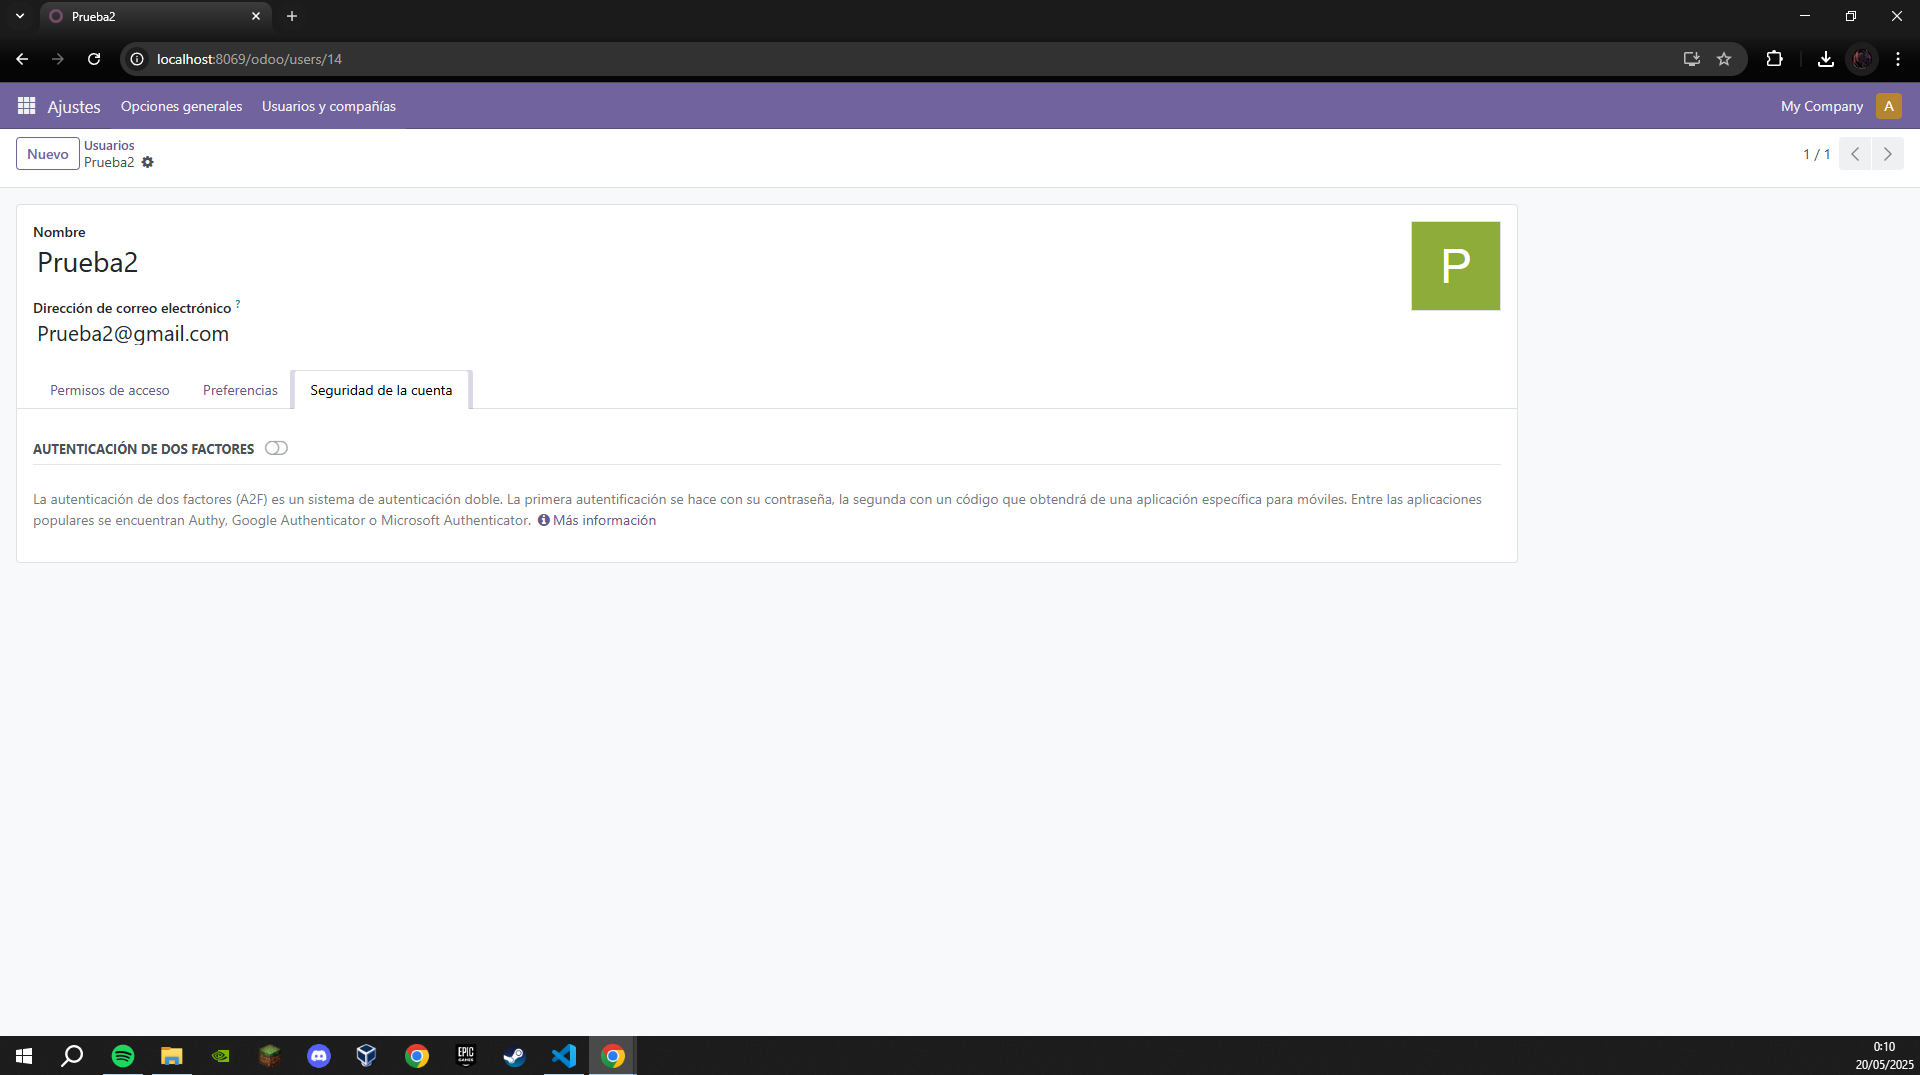 Prueba2
localhost:8069/odoo/users/14
Ajustes
Opciones generales
Usuarios y compañías
My Company
A
Nuevo
Usuarios
Prueba2
1 / 1
Nombre
Prueba2
P
Dirección de correo electrónico ?
Prueba2@gmail.com
Permisos de acceso
Preferencias
Seguridad de la cuenta
AUTENTICACIÓN DE DOS FACTORES
La autenticación de dos factores (A2F) es un sistema de autenticación doble. La primera autentificación se hace con su contraseña, la segunda con un código que obtendrá de una aplicación específica para móviles. Entre las aplicaciones
populares se encuentran Authy, Google Authenticator o Microsoft Authenticator. Más información
EPIC
GAMES
0:10
20/05/2025